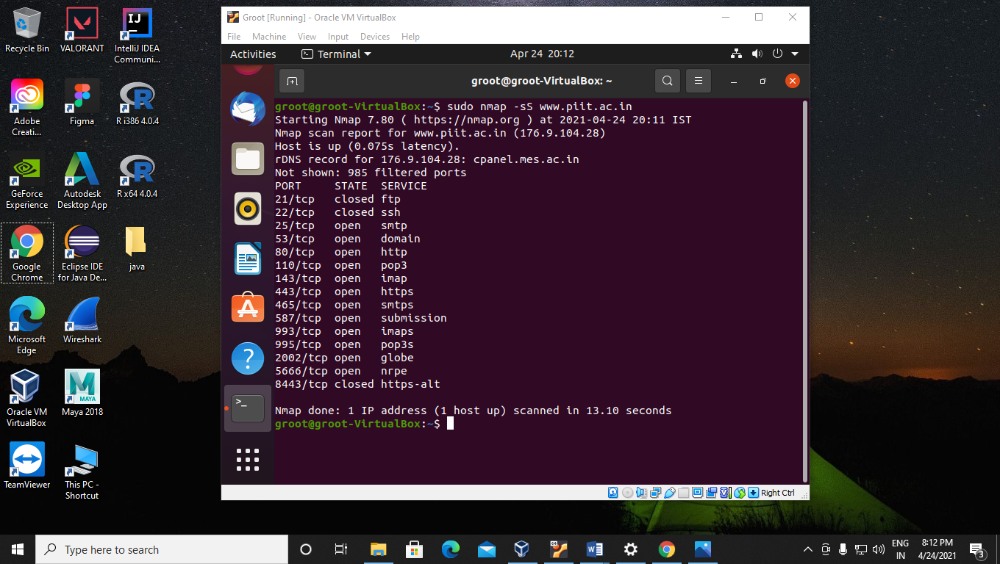 Recycle Bin
VALORANT
IntelliJ IDEA
Communi...
Adobe
Creati...
Figma
R i386 4.0.4
GeForce
Experience
Autodesk
Desktop App
R x64 4.0.4
Google
Chrome
Eclipse IDE
for Java De...
java
Microsoft
Edge
Wireshark
Oracle VM
VirtualBox
Maya 2018
TeamViewer
This PC -
Shortcut
IJ
MAYA
Groot [Running] - Oracle VM VirtualBox
File Machine View Input Devices Help
Activities Terminal Apr 24 20:12
groot@groot-VirtualBox: ~
groot@groot-VirtualBox:~$ sudo nmap -sS www.piit.ac.in
Starting Nmap 7.80 ( https://nmap.org ) at 2021-04-24 20:11 IST
Nmap scan report for www.piit.ac.in (176.9.104.28)
Host is up (0.075s latency).
rDNS record for 176.9.104.28: cpanel.mes.ac.in
Not shown: 985 filtered ports
PORT STATE SERVICE
21/tcp closed ftp
22/tcp closed ssh
25/tcp open smtp
53/tcp open domain
80/tcp open http
110/tcp open pop3
143/tcp open imap
443/tcp open https
465/tcp open smtps
587/tcp open submission
993/tcp open imaps
995/tcp open pop3s
2002/tcp open globe
5666/tcp open nrpe
8443/tcp closed https-alt
Nmap done: 1 IP address (1 host up) scanned in 13.10 seconds
groot@groot-VirtualBox:~$
Right Ctrl
Type here to search
ENG
IN
8:12 PM
4/24/2021
3